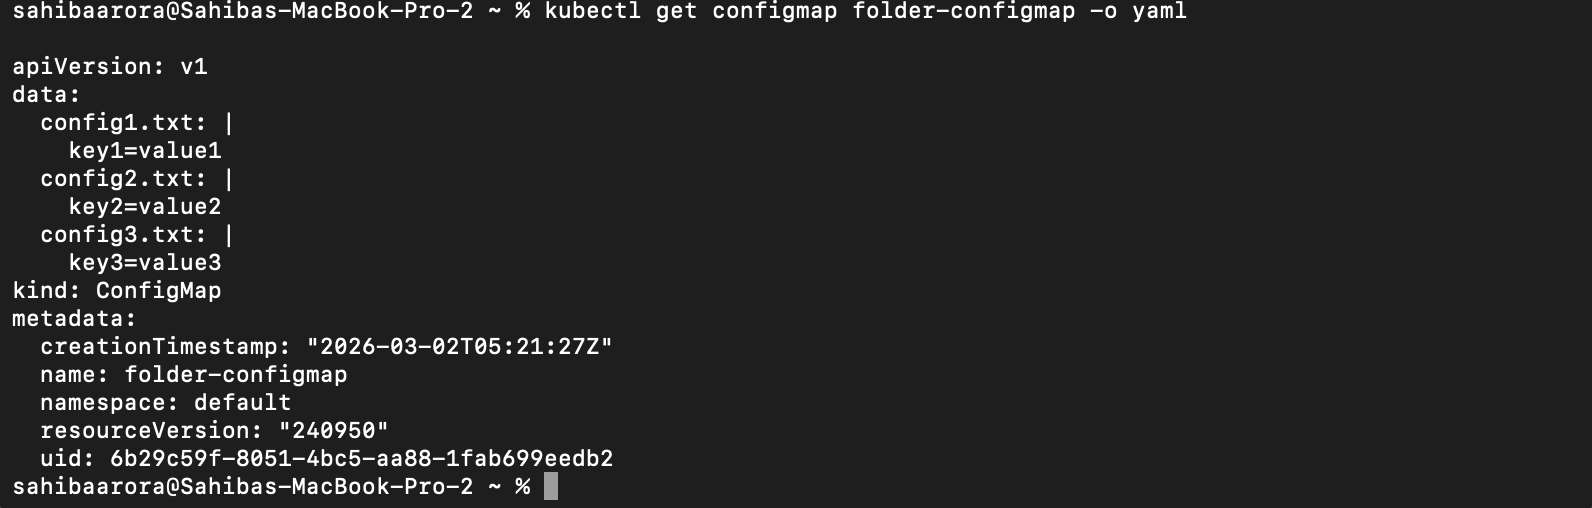 sahibaarora@Sahibas-MacBook-Pro-2 ~ % kubectl get configmap folder-configmap -o yaml
apiVersion: v1
data:
  config1.txt: |
    key1=value1
  config2.txt: |
    key2=value2
  config3.txt: |
    key3=value3
kind: ConfigMap
metadata:
  creationTimestamp: "2026-03-02T05:21:27Z"
  name: folder-configmap
  namespace: default
  resourceVersion: "240950"
  uid: 6b29c59f-8051-4bc5-aa88-1fab699eedb2
sahibaarora@Sahibas-MacBook-Pro-2 ~ %